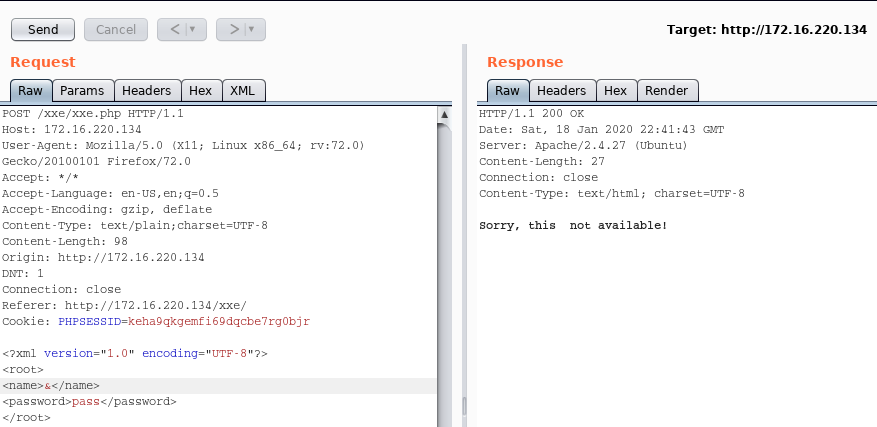 Send Cancel < ▼ > ▼ Target: http://172.16.220.134
Request
Raw Params Headers Hex XML
POST /xxe/xxe.php HTTP/1.1
Host: 172.16.220.134
User-Agent: Mozilla/5.0 (X11; Linux x86_64; rv:72.0)
Gecko/20100101 Firefox/72.0
Accept: */*
Accept-Language: en-US,en;q=0.5
Accept-Encoding: gzip, deflate
Content-Type: text/plain;charset=UTF-8
Content-Length: 98
Origin: http://172.16.220.134
DNT: 1
Connection: close
Referer: http://172.16.220.134/xxe/
Cookie: PHPSESSID=keha9qkgemfi69dqcbe7rg0bjr
<?xml version="1.0" encoding="UTF-8"?>
<root>
<name>&</name>
<password>pass</password>
</root>
Response
Raw Headers Hex Render
HTTP/1.1 200 OK
Date: Sat, 18 Jan 2020 22:41:43 GMT
Server: Apache/2.4.27 (Ubuntu)
Content-Length: 27
Connection: close
Content-Type: text/html; charset=UTF-8
Sorry, this  not available!